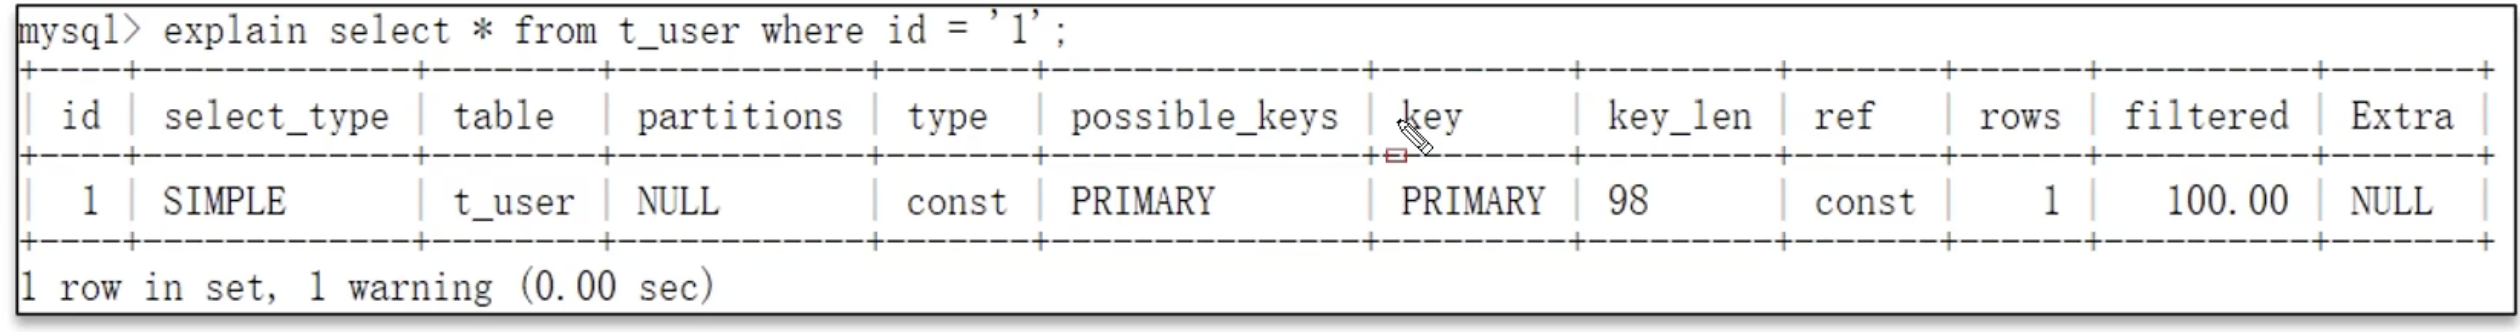 mysql> explain select * from t_user where id = '1';
+----+-------------+--------+------------+-------+---------------+---------+---------+-------+------+----------+-------+
| id | select_type | table | partitions | type | possible_keys | key | key_len | ref | rows | filtered | Extra |
+----+-------------+--------+------------+-------+---------------+---------+---------+-------+------+----------+-------+
| 1 | SIMPLE | t_user | NULL | const | PRIMARY | PRIMARY | 98 | const | 1 | 100.00 | NULL |
+----+-------------+--------+------------+-------+---------------+---------+---------+-------+------+----------+-------+
1 row in set, 1 warning (0.00 sec)